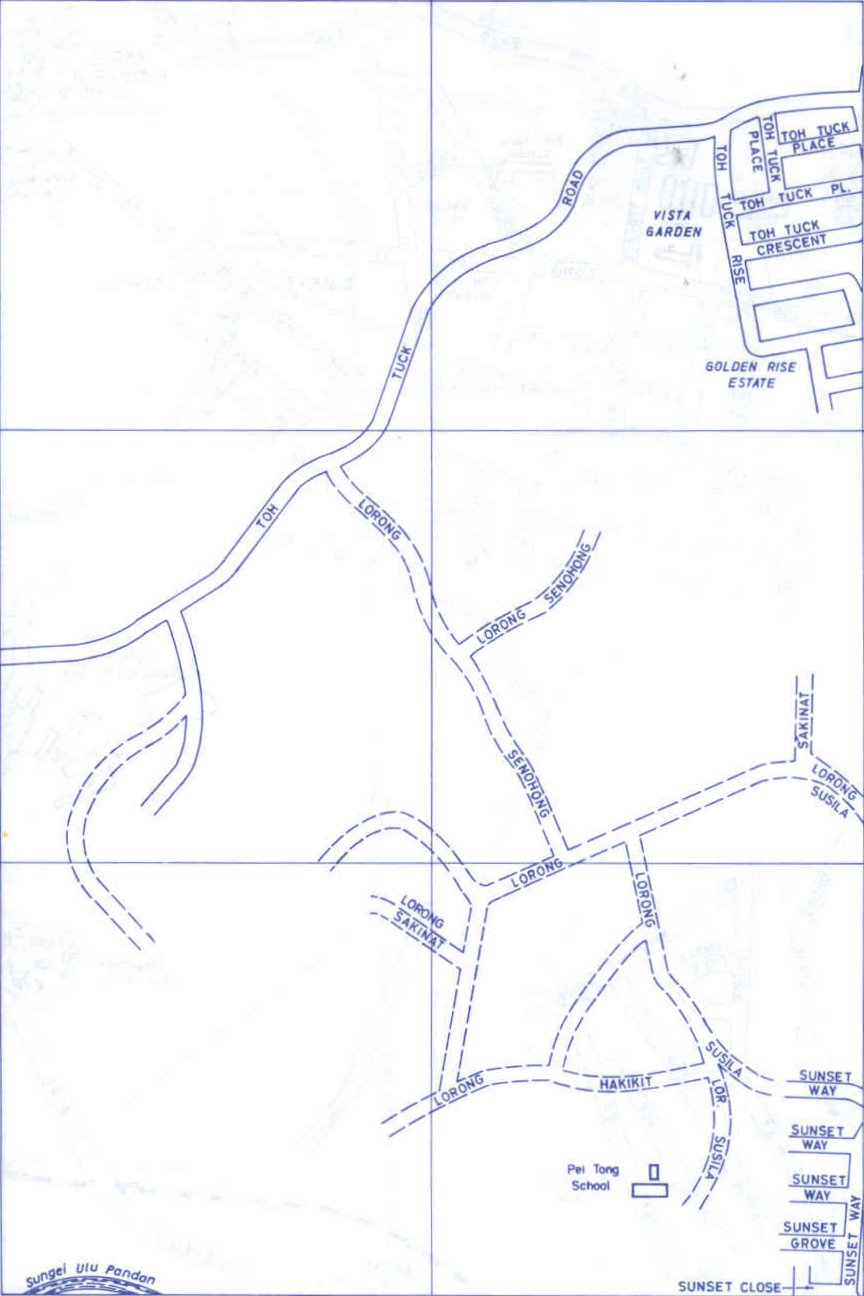 TOH TUCK
PLACE
TOH TUCK
PLACE
TOH TUCK PL.
TOH TUCK
CRESCENT
TOH TUCK RISE
VISTA
GARDEN
GOLDEN RISE
ESTATE
TOH TUCK ROAD
LORONG SENOHONG
LORONG SENOHONG
SAKINAT
LORONG
SUSILA
LORONG
LORONG
SAKINAT
LORONG SUSILA
LORONG HAKIKIT
LOR. SUSILA
SUNSET
WAY
SUNSET
WAY
SUNSET
WAY
SUNSET
GROVE
SUNSET WAY
SUNSET CLOSE
Pei Tong
School
Sungei Ulu Pandan